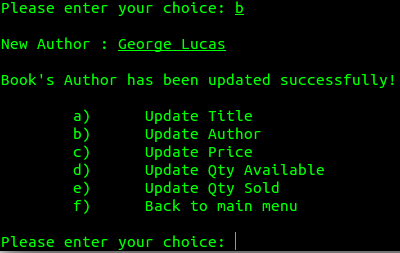 Please enter your choice: b
New Author : George Lucas
Book's Author has been updated successfully!
a) Update Title
b) Update Author
c) Update Price
d) Update Qty Available
e) Update Qty Sold
f) Back to main menu
Please enter your choice: